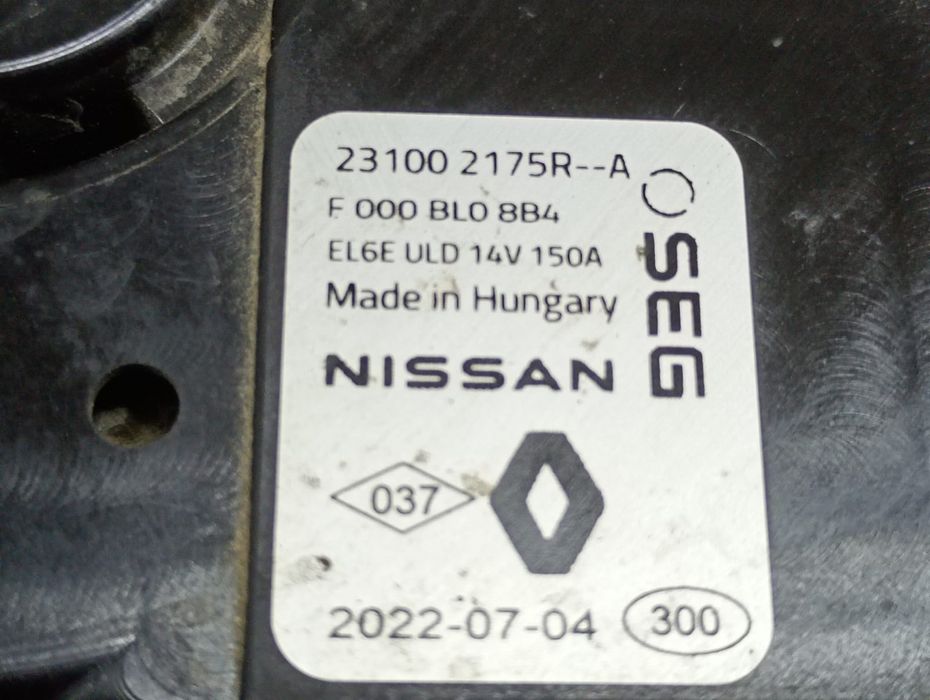 23100 2175R--A
F 000 BL0 8B4
EL6E ULD 14V 150A
Made in Hungary
SEG
NISSAN
037
2022-07-04
300